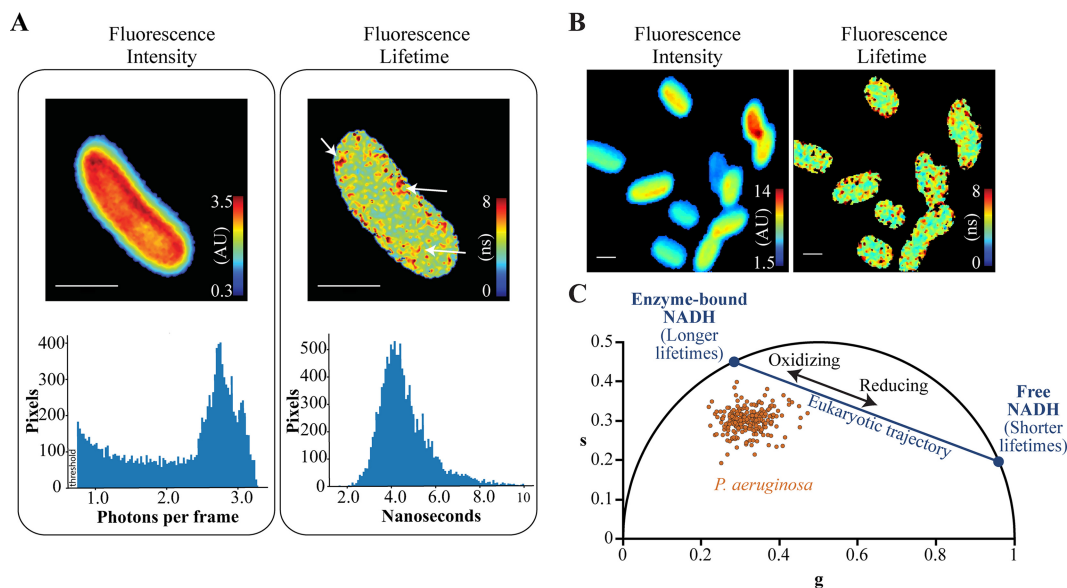 A
Fluorescence
Intensity
3.5
(AU)
0.3
Fluorescence
Lifetime
8
(ns)
0
400
300
200
100
0
Pixels
threshold
1.0
2.0
3.0
Photons per frame
500
400
300
200
100
0
Pixels
2.0
4.0
6.0
8.0
10
Nanoseconds
B
Fluorescence
Intensity
14
(AU)
1.5
Fluorescence
Lifetime
8
(ns)
0
C
Enzyme-bound
NADH
(Longer
lifetimes)
Oxidizing
Reducing
Eukaryotic trajectory
Free
NADH
(Shorter
lifetimes)
P. aeruginosa
s
0.5
0.4
0.3
0.2
0.1
0
0
0.2
0.4
0.6
0.8
1
g